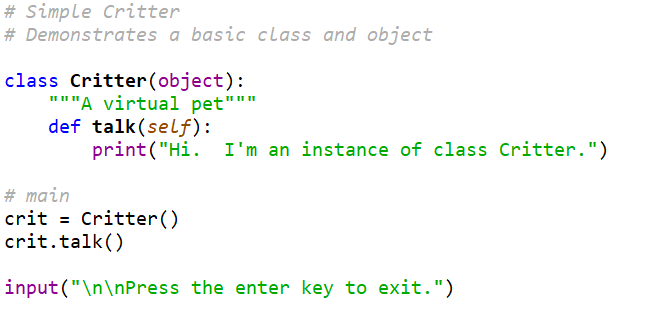 # Simple Critter
# Demonstrates a basic class and object

class Critter(object):
    """A virtual pet"""
    def talk(self):
        print("Hi.  I'm an instance of class Critter.")

# main
crit = Critter()
crit.talk()

input("\n\nPress the enter key to exit.")